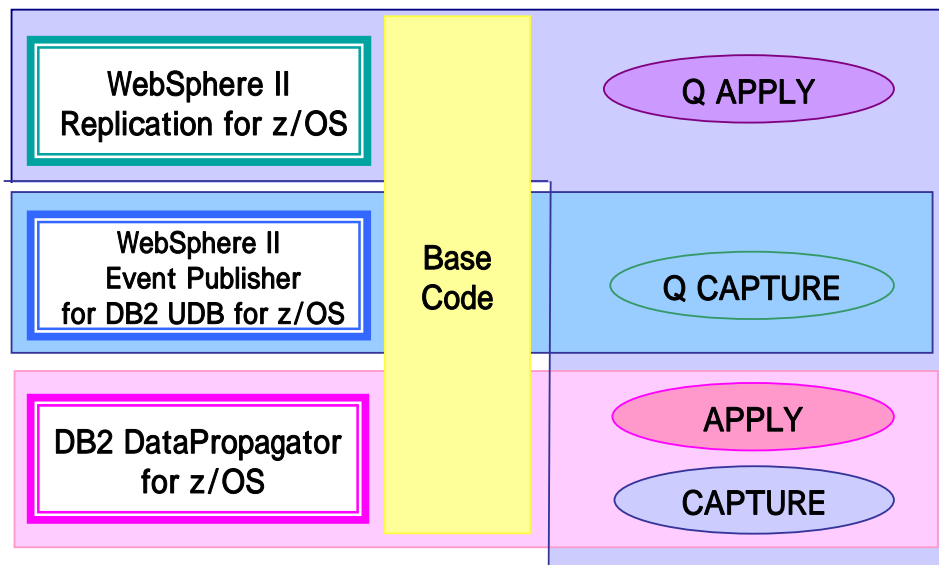 WebSphere II
Replication for z/OS
Q APPLY
WebSphere II
Event Publisher
for DB2 UDB for z/OS
Base
Code
Q CAPTURE
DB2 DataPropagator
for z/OS
APPLY
CAPTURE